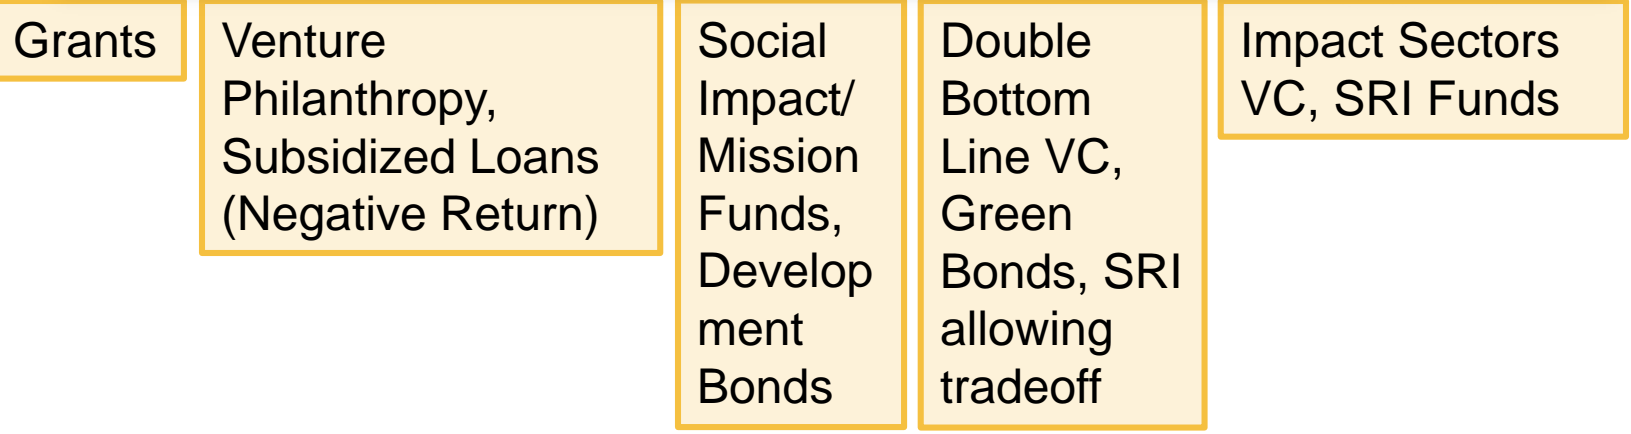 Grants
Venture
Philanthropy,
Subsidized Loans
(Negative Return)
Social
Impact/
Mission
Funds,
Develop
ment
Bonds
Double
Bottom
Line VC,
Green
Bonds, SRI
allowing
tradeoff
Impact Sectors
VC, SRI Funds